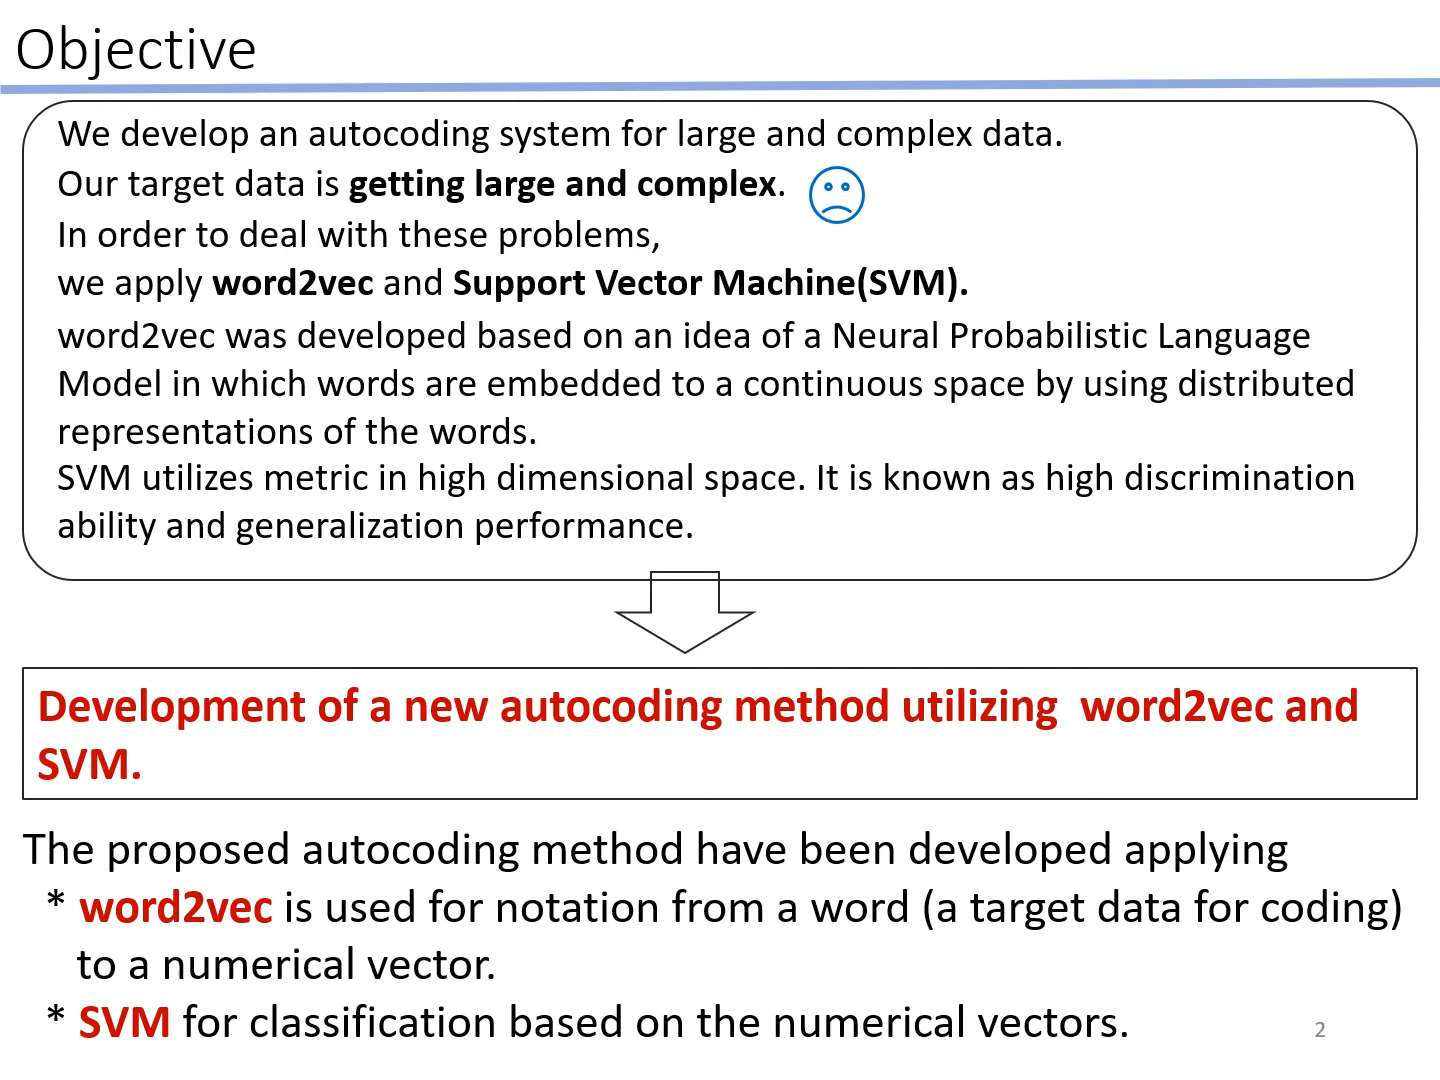 Objective
We develop an autocoding system for large and complex data.
Our target data is getting large and complex.
In order to deal with these problems,
we apply word2vec and Support Vector Machine(SVM).
word2vec was developed based on an idea of a Neural Probabilistic Language
Model in which words are embedded to a continuous space by using distributed
representations of the words.
SVM utilizes metric in high dimensional space. It is known as high discrimination
ability and generalization performance.
Development of a new autocoding method utilizing  word2vec and
SVM.
The proposed autocoding method have been developed applying
* word2vec is used for notation from a word (a target data for coding)
to a numerical vector.
* SVM for classification based on the numerical vectors.
2